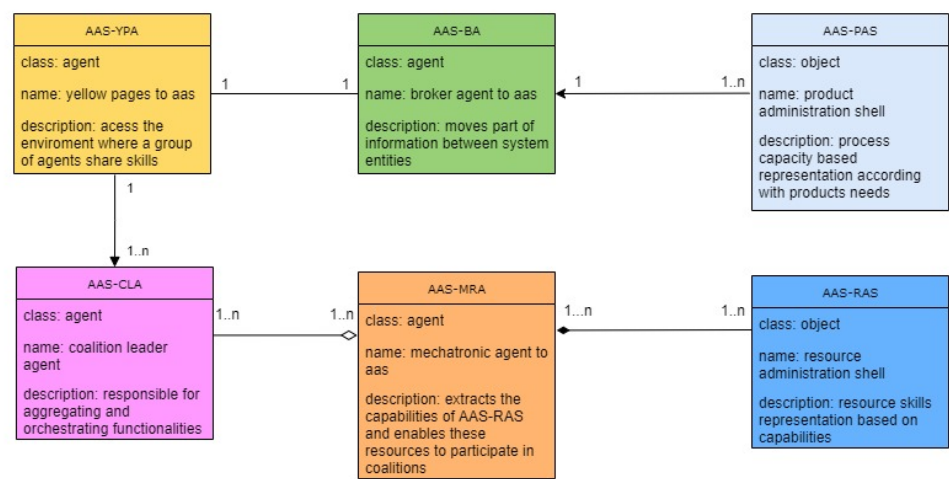 AAS-YPA
class: agent
name: yellow pages to aas
description: acess the
enviroment where a group
of agents share skills
1
1
AAS-BA
class: agent
name: broker agent to aas
description: moves part of
information between system
entities
1
1..n
AAS-PAS
class: object
name: product
administration shell
description: process
capacity based
representation according
with products needs
1
1..n
AAS-CLA
class: agent
name: coalition leader
agent
description: responsible for
aggregating and
orchestrating functionalities
1..n
1..n
AAS-MRA
class: agent
name: mechatronic agent to
aas
description: extracts the
capabilities of AAS-RAS
and enables these
resources to participate in
coalitions
1...n
1..n
AAS-RAS
class: object
name: resource
administration shell
description: resource skills
representation based on
capabilities